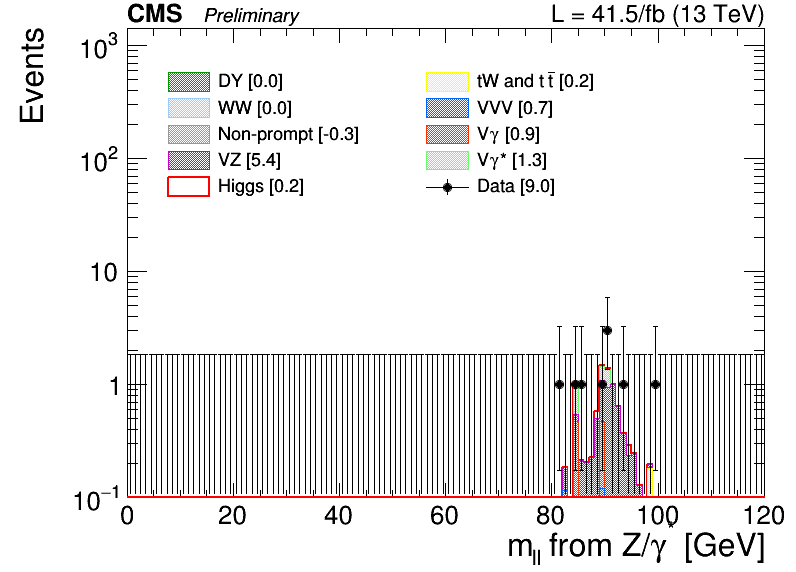 CMS Preliminary L = 41.5/fb (13 TeV)
Events
10³
10²
10
1
10⁻¹
DY [0.0]
WW [0.0]
Non-prompt [-0.3]
VZ [5.4]
Higgs [0.2]
tW and tt̄ [0.2]
VVV [0.7]
Vγ [0.9]
Vγ* [1.3]
Data [9.0]
0 20 40 60 80 100 120
m_ll from Z/γ* [GeV]